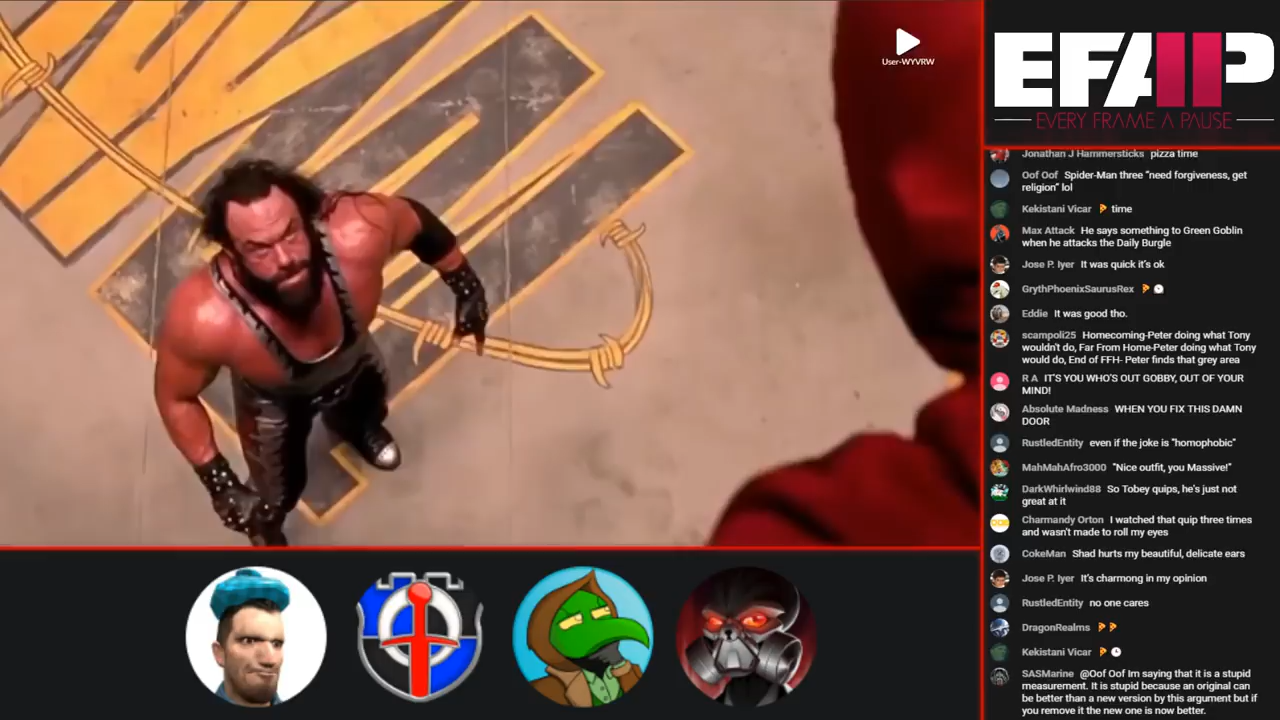 User-WYVRW
EFAP
EVERY FRAME A PAUSE
Jonathan J Hammersticks pizza time
Oof Oof Spider-Man three "need forgiveness, get
religion" lol
Kekistani Vicar 🍕 time
Max Attack He says something to Green Goblin
when he attacks the Daily Burgle
Jose P. Iyer It was quick it's ok
GrythPhoenixSaurusRex 🍕 🕒
Eddie It was good tho.
scampoli25 Homecoming-Peter doing what Tony
wouldn't do, Far From Home-Peter doing what Tony
would do, End of FFH- Peter finds that grey area
R A IT'S YOU WHO'S OUT GOBBY, OUT OF YOUR
MIND!
Absolute Madness WHEN YOU FIX THIS DAMN
DOOR
RustledEntity even if the joke is "homophobic"
MahMahAfro3000 "Nice outfit, you Massive!"
DarkWhirlwind88 So Tobey quips, he's just not
great at it
Charmandy Orton I watched that quip three times
and wasn't made to roll my eyes
CokeMan Shad hurts my beautiful, delicate ears
Jose P. Iyer It's charmong in my opinion
RustledEntity no one cares
DragonRealms 🍕 🍕
Kekistani Vicar 🍕 🕒
SASMarine @Oof Oof Im saying that it is a stupid
measurement. It is stupid because an original can
be better than a new version by this argument but if
you remove it the new one is now better.